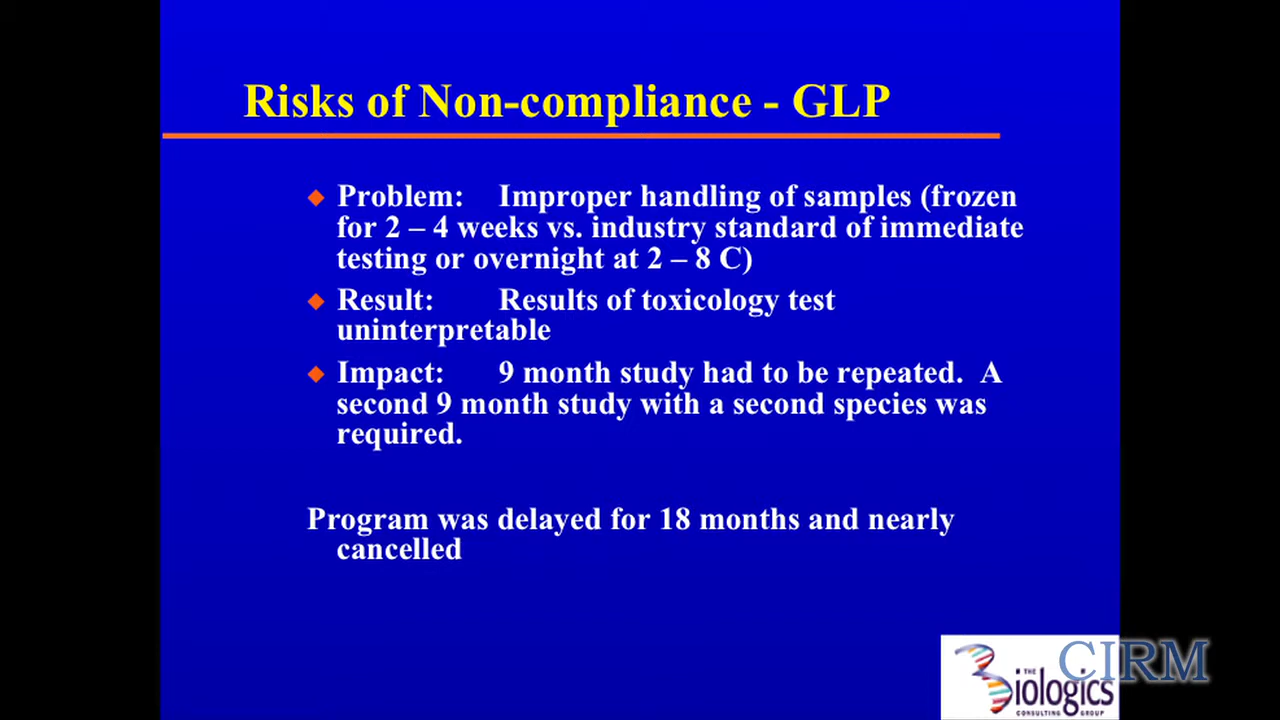 Risks of Non-compliance - GLP
Problem: Improper handling of samples (frozen
for 2 – 4 weeks vs. industry standard of immediate
testing or overnight at 2 – 8 C)
Result: Results of toxicology test
uninterpretable
Impact: 9 month study had to be repeated. A
second 9 month study with a second species was
required.
Program was delayed for 18 months and nearly
cancelled
THE
Biologics
CONSULTING GROUP
CIRM